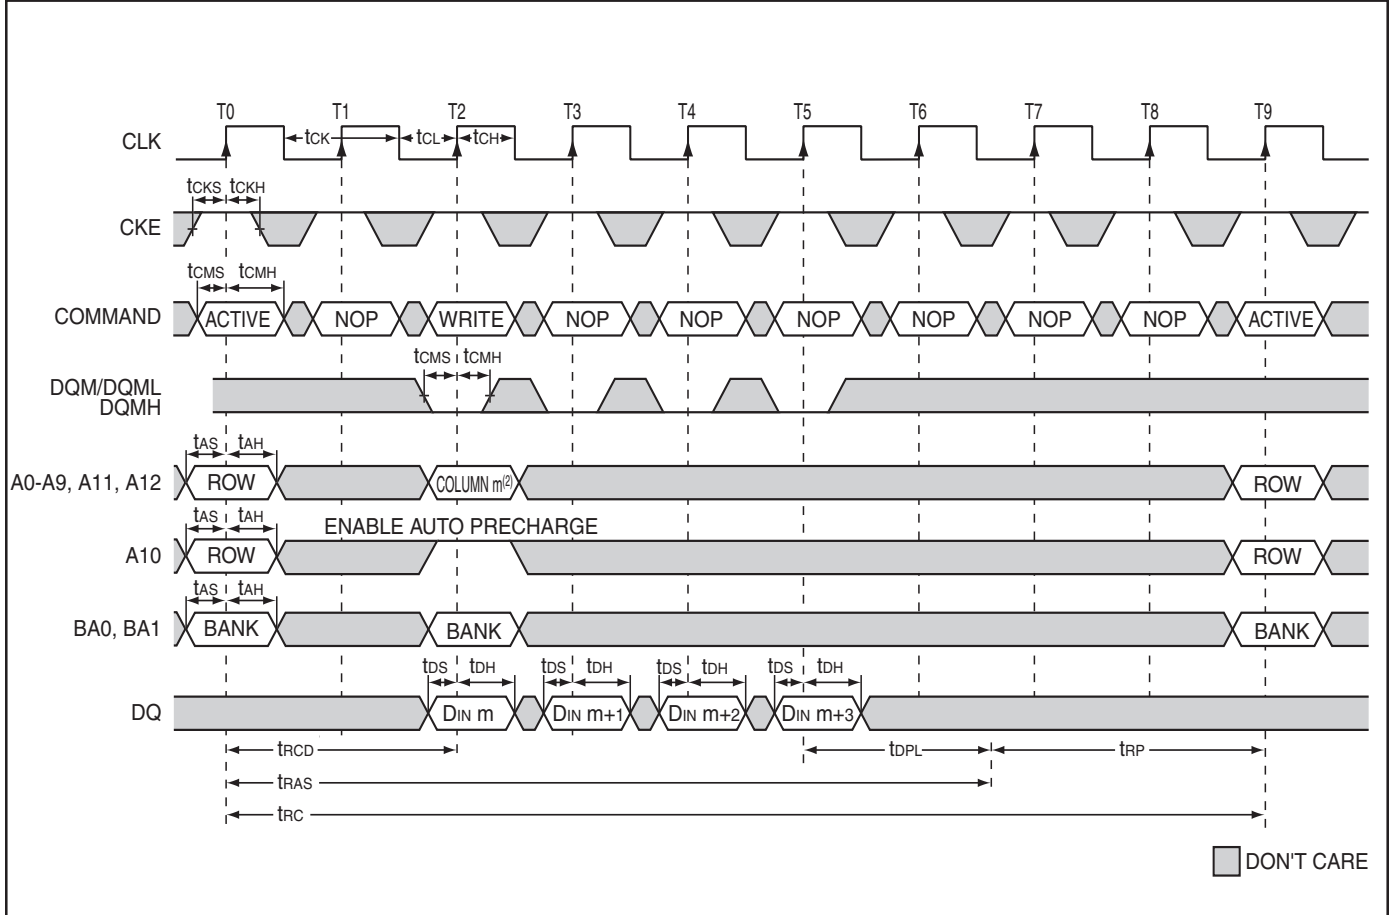 T0 T1 T2 T3 T4 T5 T6 T7 T8 T9
CLK tCK tCL tCH
tCKS tCKH
CKE
tCMS tCMH
COMMAND ACTIVE NOP WRITE NOP NOP NOP NOP NOP NOP ACTIVE
tCMS tCMH
DQM/DQML
DQMH
tAS tAH
A0-A9, A11, A12 ROW COLUMN m(2) ROW
tAS tAH
ENABLE AUTO PRECHARGE
A10 ROW ROW
tAS tAH
BA0, BA1 BANK BANK BANK
tDS tDH tDS tDH tDS tDH tDS tDH
DQ DIN m DIN m+1 DIN m+2 DIN m+3
tRCD tDPL tRP
tRAS
tRC
DON'T CARE